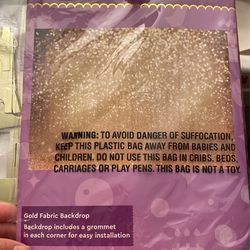 WARNING: TO AVOID DANGER OF SUFFOCATION,
KEEP THIS PLASTIC BAG AWAY FROM BABIES AND
CHILDREN. DO NOT USE THIS BAG IN CRIBS. BEDS.
CARRIAGES OR PLAY PENS. THIS BAG IS NOT A TOY.
Gold Fabric Backdrop
Backdrop includes a grommet
in each corner for easy installation